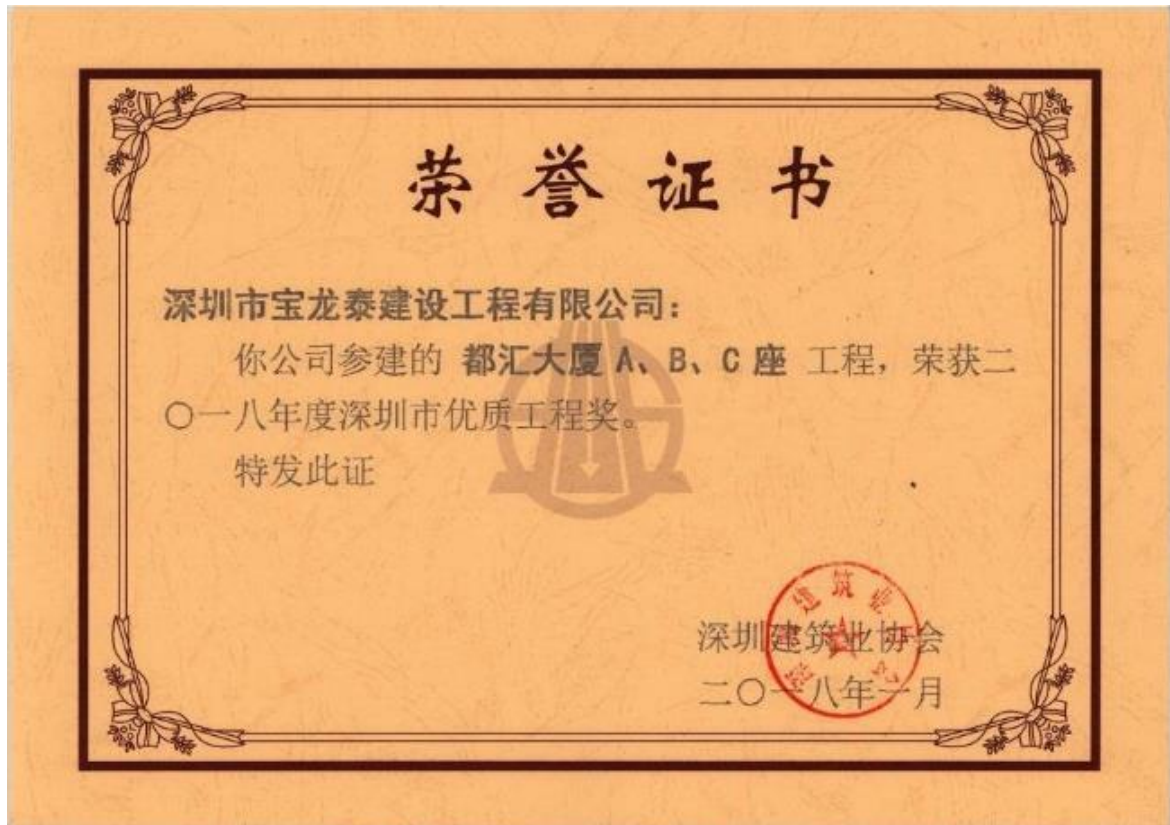 荣誉证书
深圳市宝龙泰建设工程有限公司：
你公司参建的 都汇大厦 A、B、C 座 工程，荣获二
〇一八年度深圳市优质工程奖。
特发此证
深圳建筑业协会
二〇一八年一月